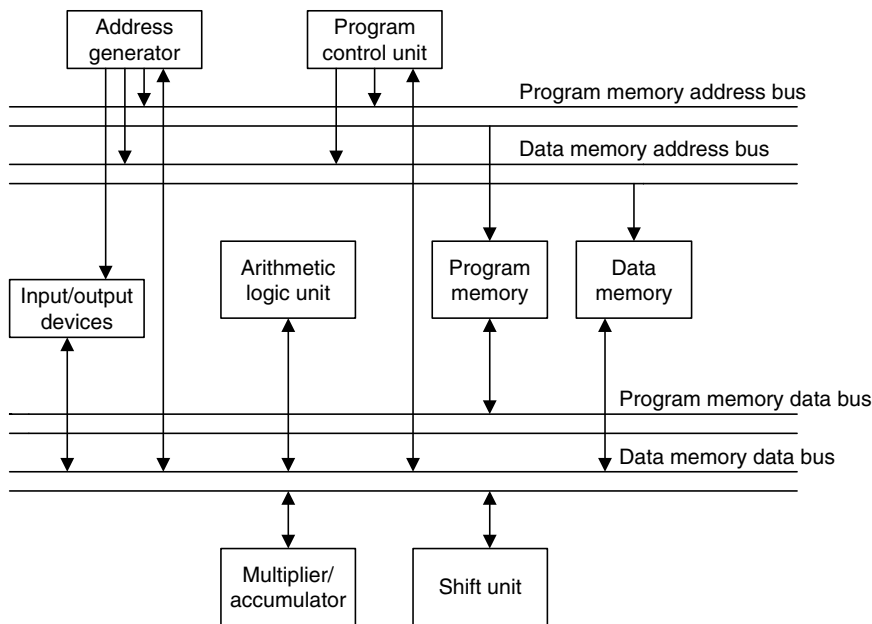 Address
generator
Program
control unit
Program memory address bus
Data memory address bus
Input/output
devices
Arithmetic
logic unit
Program
memory
Data
memory
Program memory data bus
Data memory data bus
Multiplier/
accumulator
Shift unit